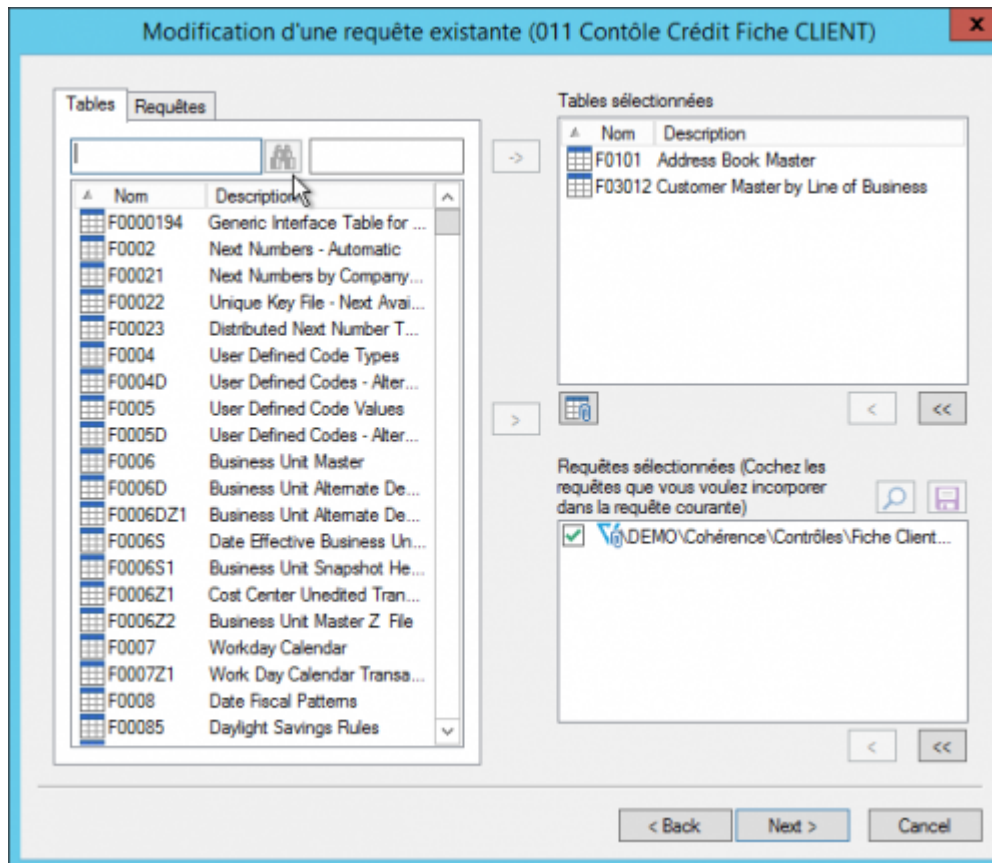 Modification d'une requête existante (011 Contôle Crédit Fiche CLIENT)
x
Tables
Requêtes
Nom Description
F0000194 Generic Interface Table for ...
F0002 Next Numbers - Automatic
F00021 Next Numbers by Company...
F00022 Unique Key File - Next Avai...
F00023 Distributed Next Number T...
F0004 User Defined Code Types
F0004D User Defined Codes - Alter...
F0005 User Defined Code Values
F0005D User Defined Codes - Alter...
F0006 Business Unit Master
F0006D Business Unit Alternate De...
F0006DZ1 Business Unit Alternate De...
F0006S Date Effective Business Un...
F0006S1 Business Unit Snapshot He...
F0006Z1 Cost Center Unedited Tran...
F0006Z2 Business Unit Master Z File
F0007 Workday Calendar
F0007Z1 Work Day Calendar Transa...
F0008 Date Fiscal Patterns
F00085 Daylight Savings Rules
->
>
Tables sélectionnées
Nom Description
F0101 Address Book Master
F03012 Customer Master by Line of Business
< <<
Requêtes sélectionnées (Cochez les
requêtes que vous voulez incorporer
dans la requête courante)
\DEMO\Cohérence\Contrôles\Fiche Client...
< <<
< Back Next > Cancel